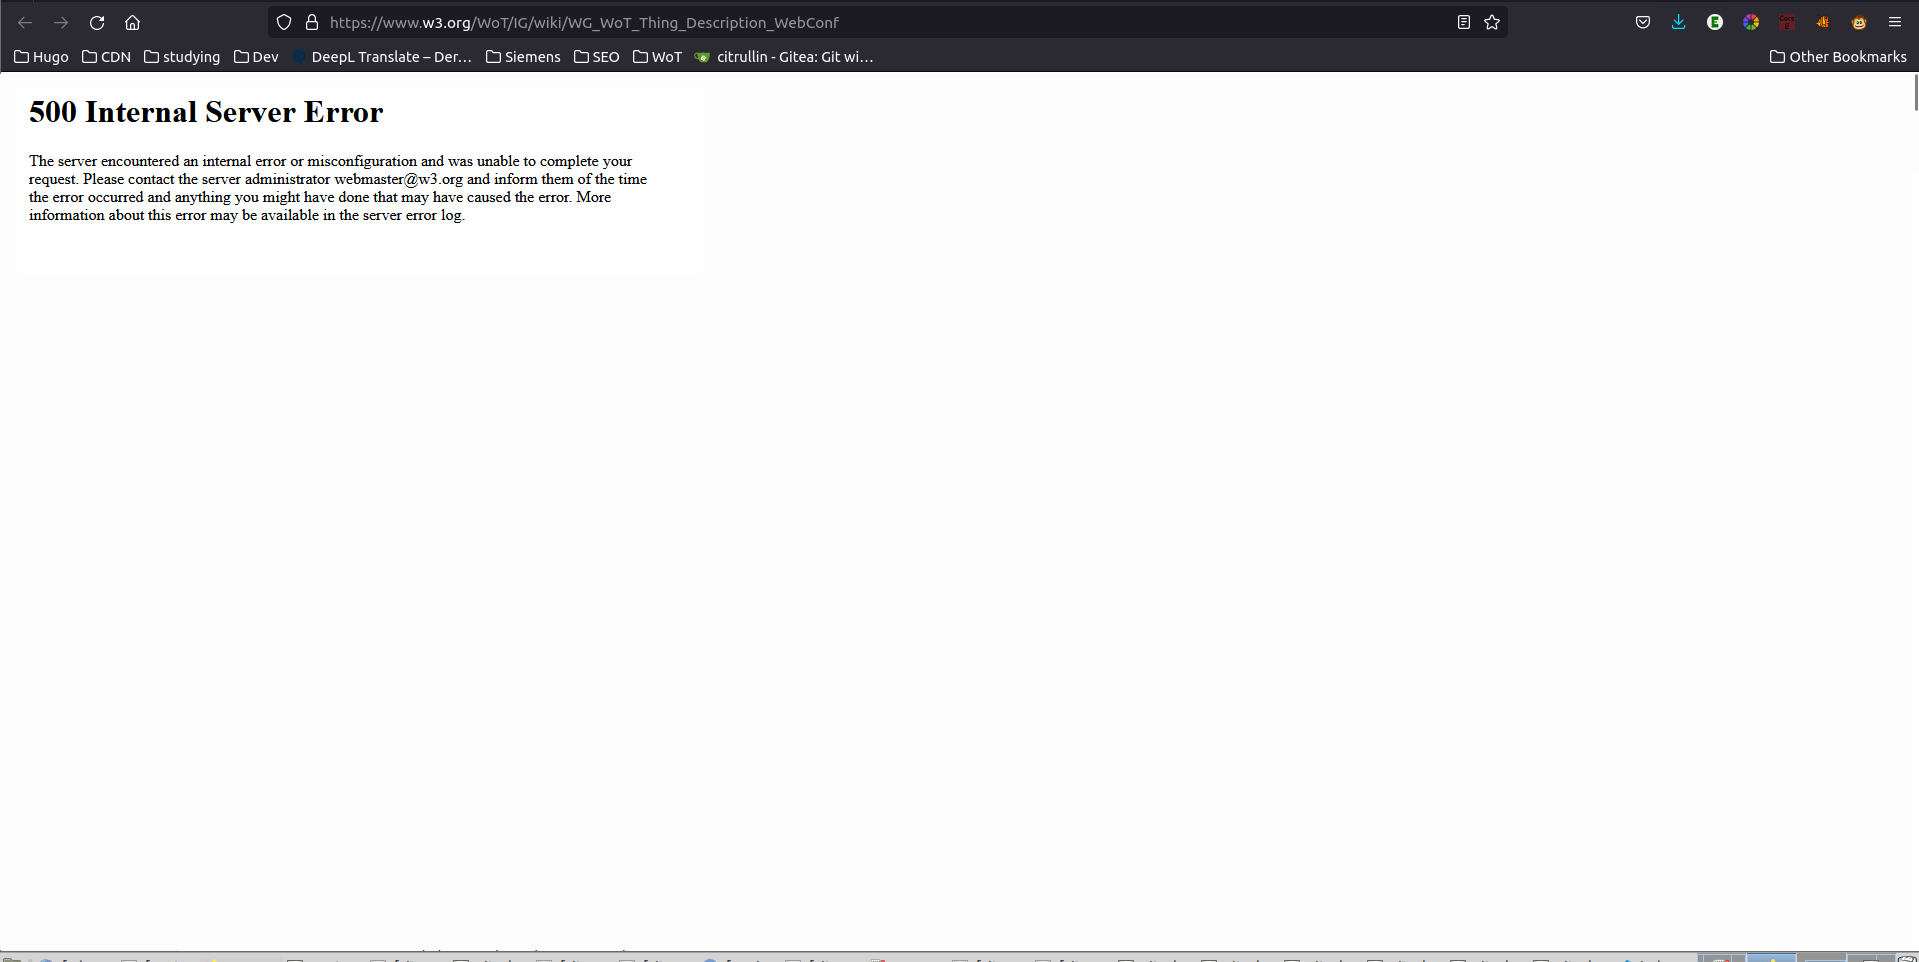 https://www.w3.org/WoT/IG/wiki/WG_WoT_Thing_Description_WebConf
Hugo CDN studying Dev DeepL Translate – Der… Siemens SEO WoT citrullin - Gitea: Git wi… Other Bookmarks
500 Internal Server Error
The server encountered an internal error or misconfiguration and was unable to complete your
request. Please contact the server administrator webmaster@w3.org and inform them of the time
the error occurred and anything you might have done that may have caused the error. More
information about this error may be available in the server error log.